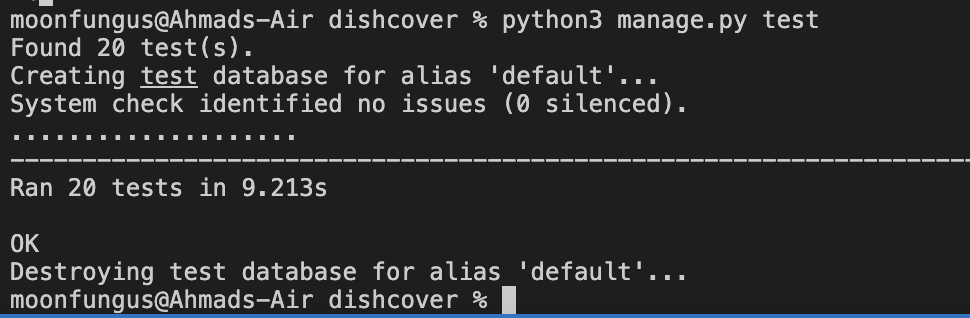 moonfungus@Ahmads-Air dishcover % python3 manage.py test
Found 20 test(s).
Creating test database for alias 'default'...
System check identified no issues (0 silenced).
....................
----------------------------------------------------------------------
Ran 20 tests in 9.213s

OK
Destroying test database for alias 'default'...
moonfungus@Ahmads-Air dishcover %